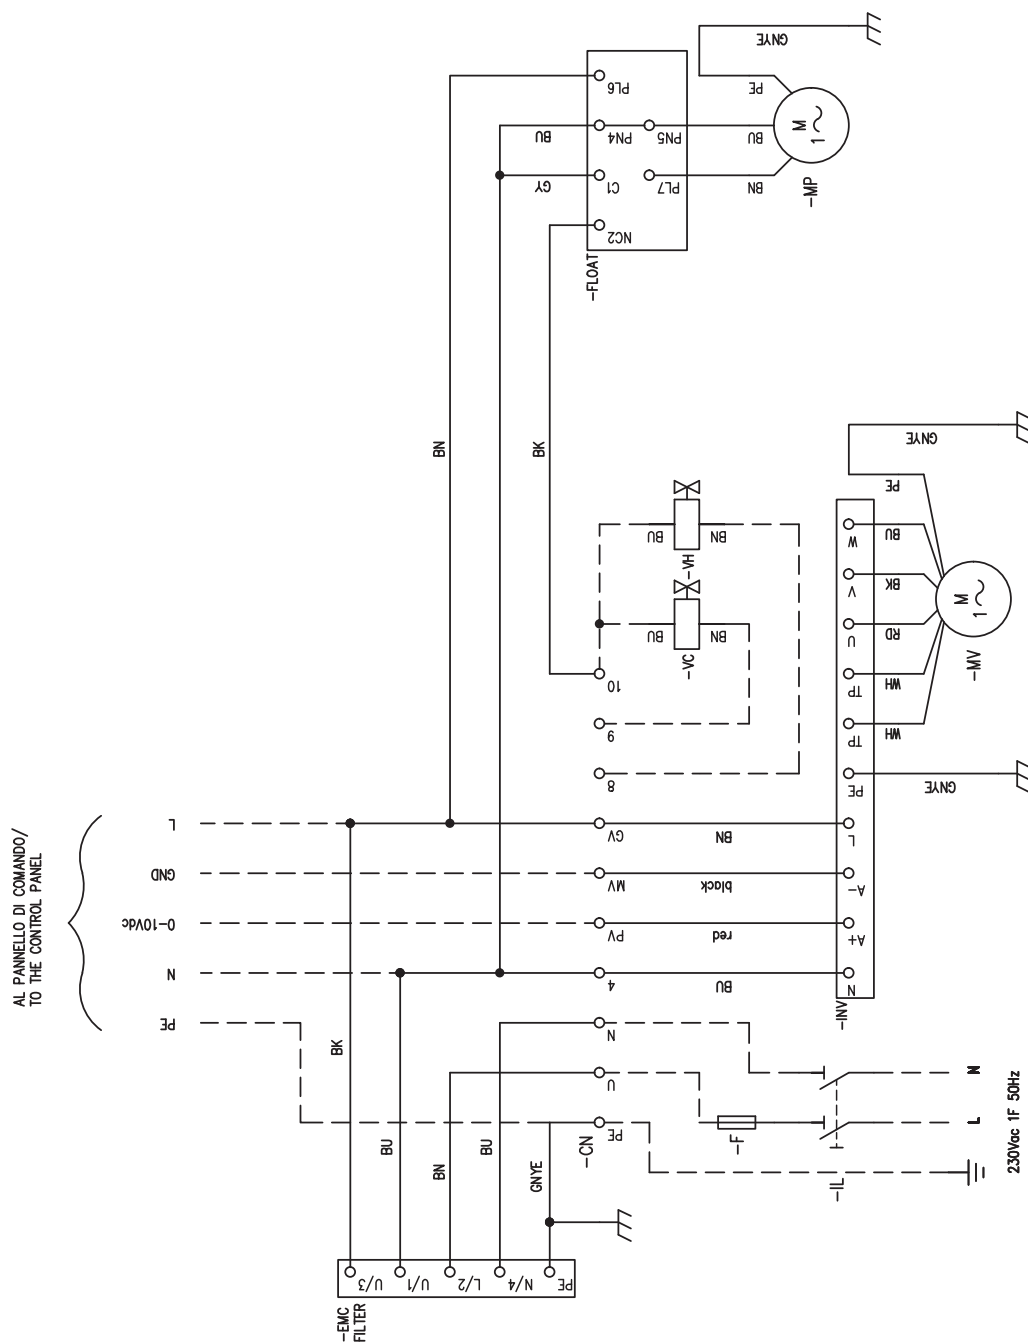 AL PANNELLO DI COMANDO/
TO THE CONTROL PANEL
L
GND
0-10Vdc
N
PE
-EMC
FILTER
U/3
U/1
L/2
N/4
PE
BK
BU
BN
BU
GNYE
-CN
PE
U
N
4
PV
MV
GV
8
9
10
BN
BK
-FLOAT
PL6
PN4
PN5
C1
PL7
NC2
BU
GY
PE
BU
BN
GNYE
M
1
-MP
-VH
BU
BN
-VC
BU
BN
-INV
N
A+
A-
L
PE
TP
TP
U
V
W
BU
red
black
BN
GNYE
WH
WH
RD
BK
BU
PE
GNYE
M
1
-MV
-F
-IL
L
N
230Vac 1F 50Hz